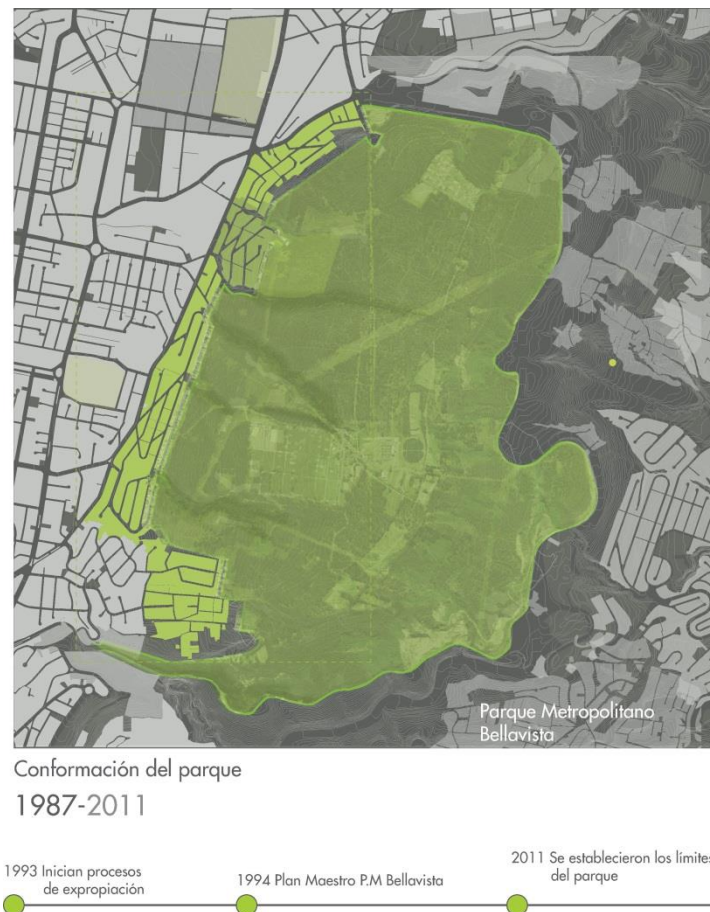 Parque Metropolitano
Bellavista
Conformación del parque
1987-2011
1993 Inician procesos
de expropiación
1994 Plan Maestro P.M Bellavista
2011 Se establecieron los límites
del parque